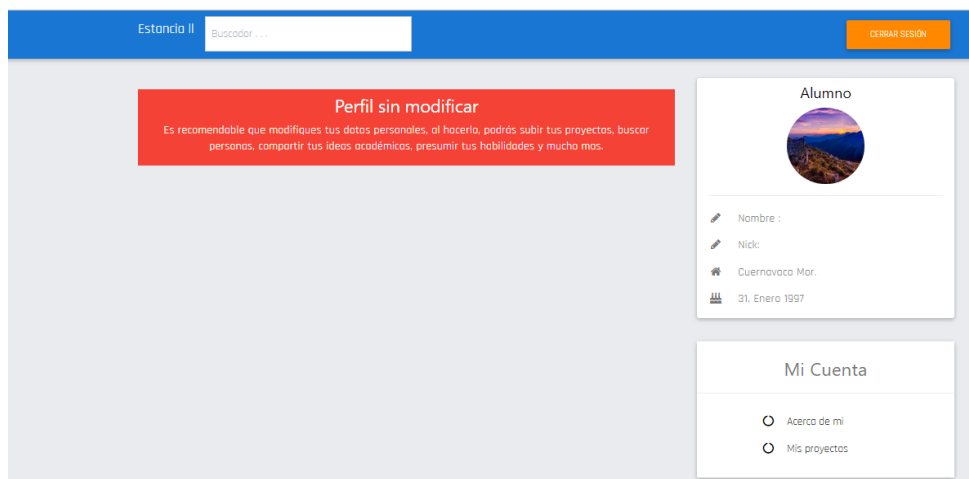 Estancia II
Buscador . . .
CERRAR SESIÓN
Perfil sin modificar
Es recomendable que modifiques tus datos personales, al hacerlo, podrás subir tus proyectos, buscar
personas, compartir tus ideas académicas, presumir tus habilidades y mucho mas.
Alumno
Nombre :
Nick:
Cuernavaca Mor.
31, Enero 1997
Mi Cuenta
Acerca de mi
Mis proyectos